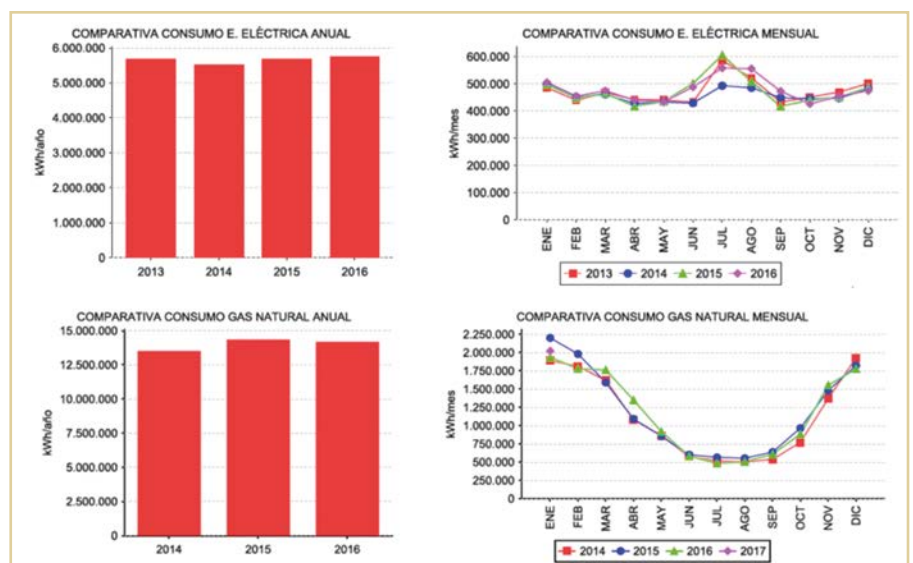 COMPARATIVA CONSUMO E. ELÉCTRICA ANUAL
6.000.000
5.000.000
4.000.000
3.000.000
2.000.000
1.000.000
0
kWh/año
2013 2014 2015 2016
COMPARATIVA CONSUMO E. ELÉCTRICA MENSUAL
600.000
500.000
400.000
300.000
200.000
100.000
0
kWh/mes
ENE FEB MAR ABR MAY JUN JUL AGO SEP OCT NOV DIC
2013 2014 2015 2016
COMPARATIVA CONSUMO GAS NATURAL ANUAL
15.000.000
12.500.000
10.000.000
7.500.000
5.000.000
2.500.000
0
kWh/año
2014 2015 2016
COMPARATIVA CONSUMO GAS NATURAL MENSUAL
2.250.000
2.000.000
1.750.000
1.500.000
1.250.000
1.000.000
750.000
500.000
250.000
0
kWh/mes
ENE FEB MAR ABR MAY JUN JUL AGO SEP OCT NOV DIC
2014 2015 2016 2017